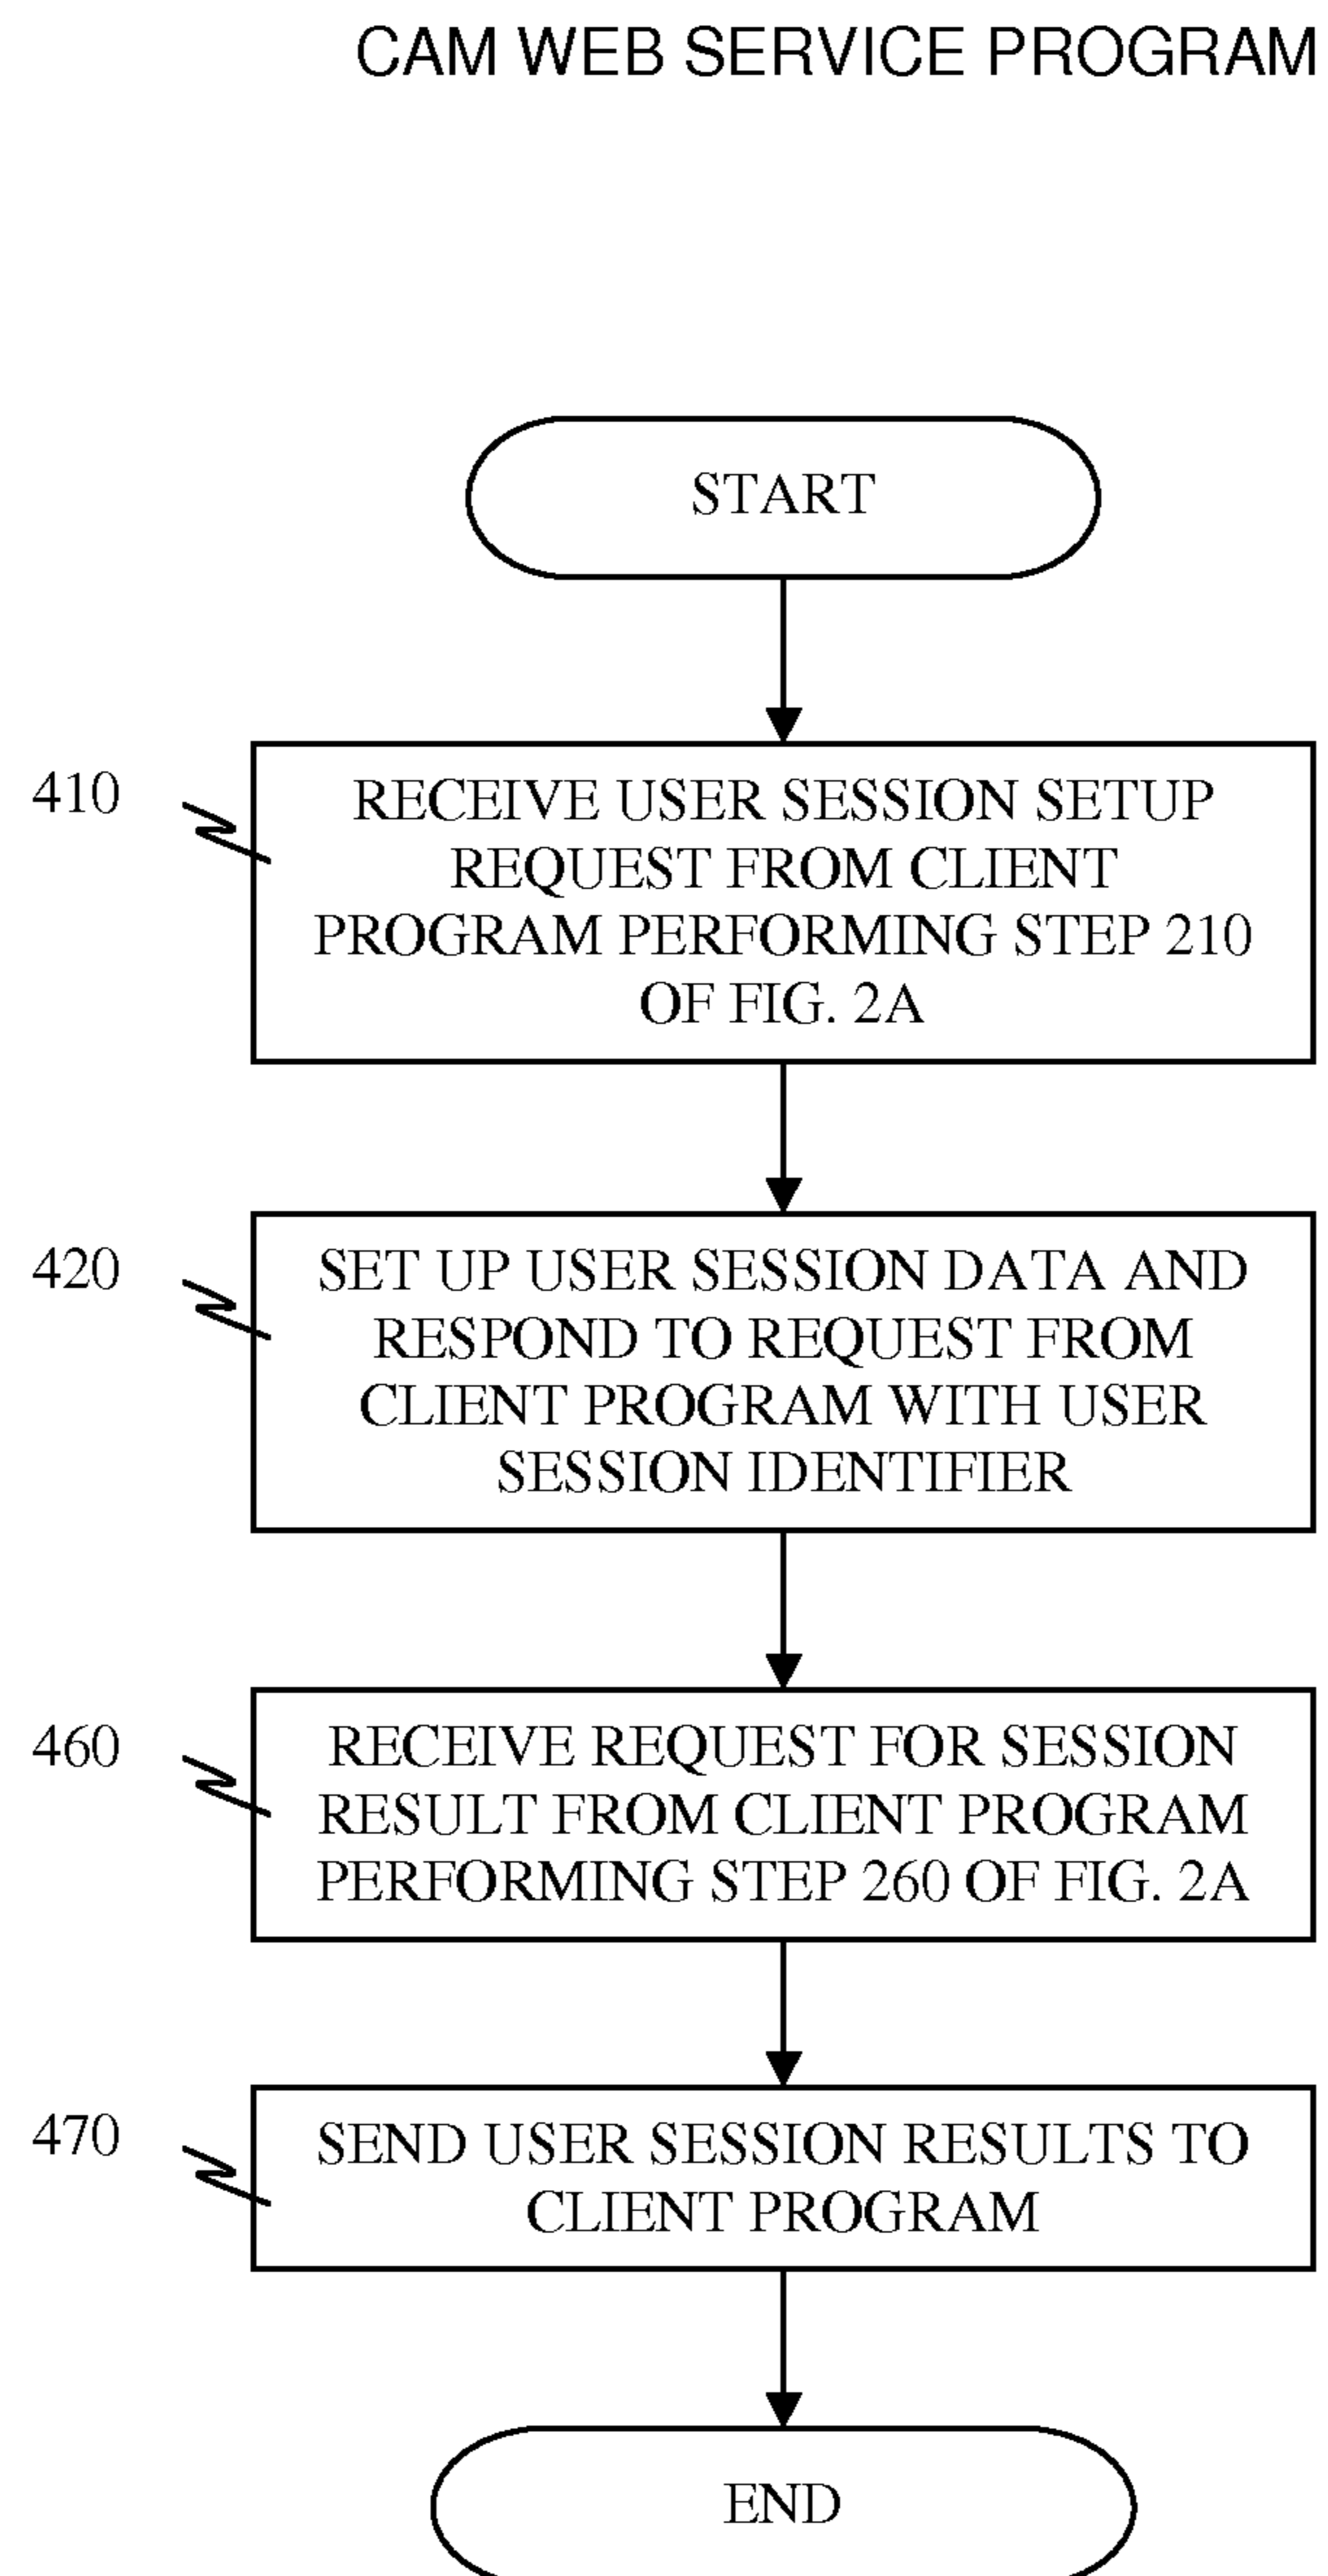 CAM WEB SERVICE PROGRAM
START
410
RECEIVE USER SESSION SETUP
REQUEST FROM CLIENT
PROGRAM PERFORMING STEP 210
OF FIG. 2A
420
SET UP USER SESSION DATA AND
RESPOND TO REQUEST FROM
CLIENT PROGRAM WITH USER
SESSION IDENTIFIER
460
RECEIVE REQUEST FOR SESSION
RESULT FROM CLIENT PROGRAM
PERFORMING STEP 260 OF FIG. 2A
470
SEND USER SESSION RESULTS TO
CLIENT PROGRAM
END